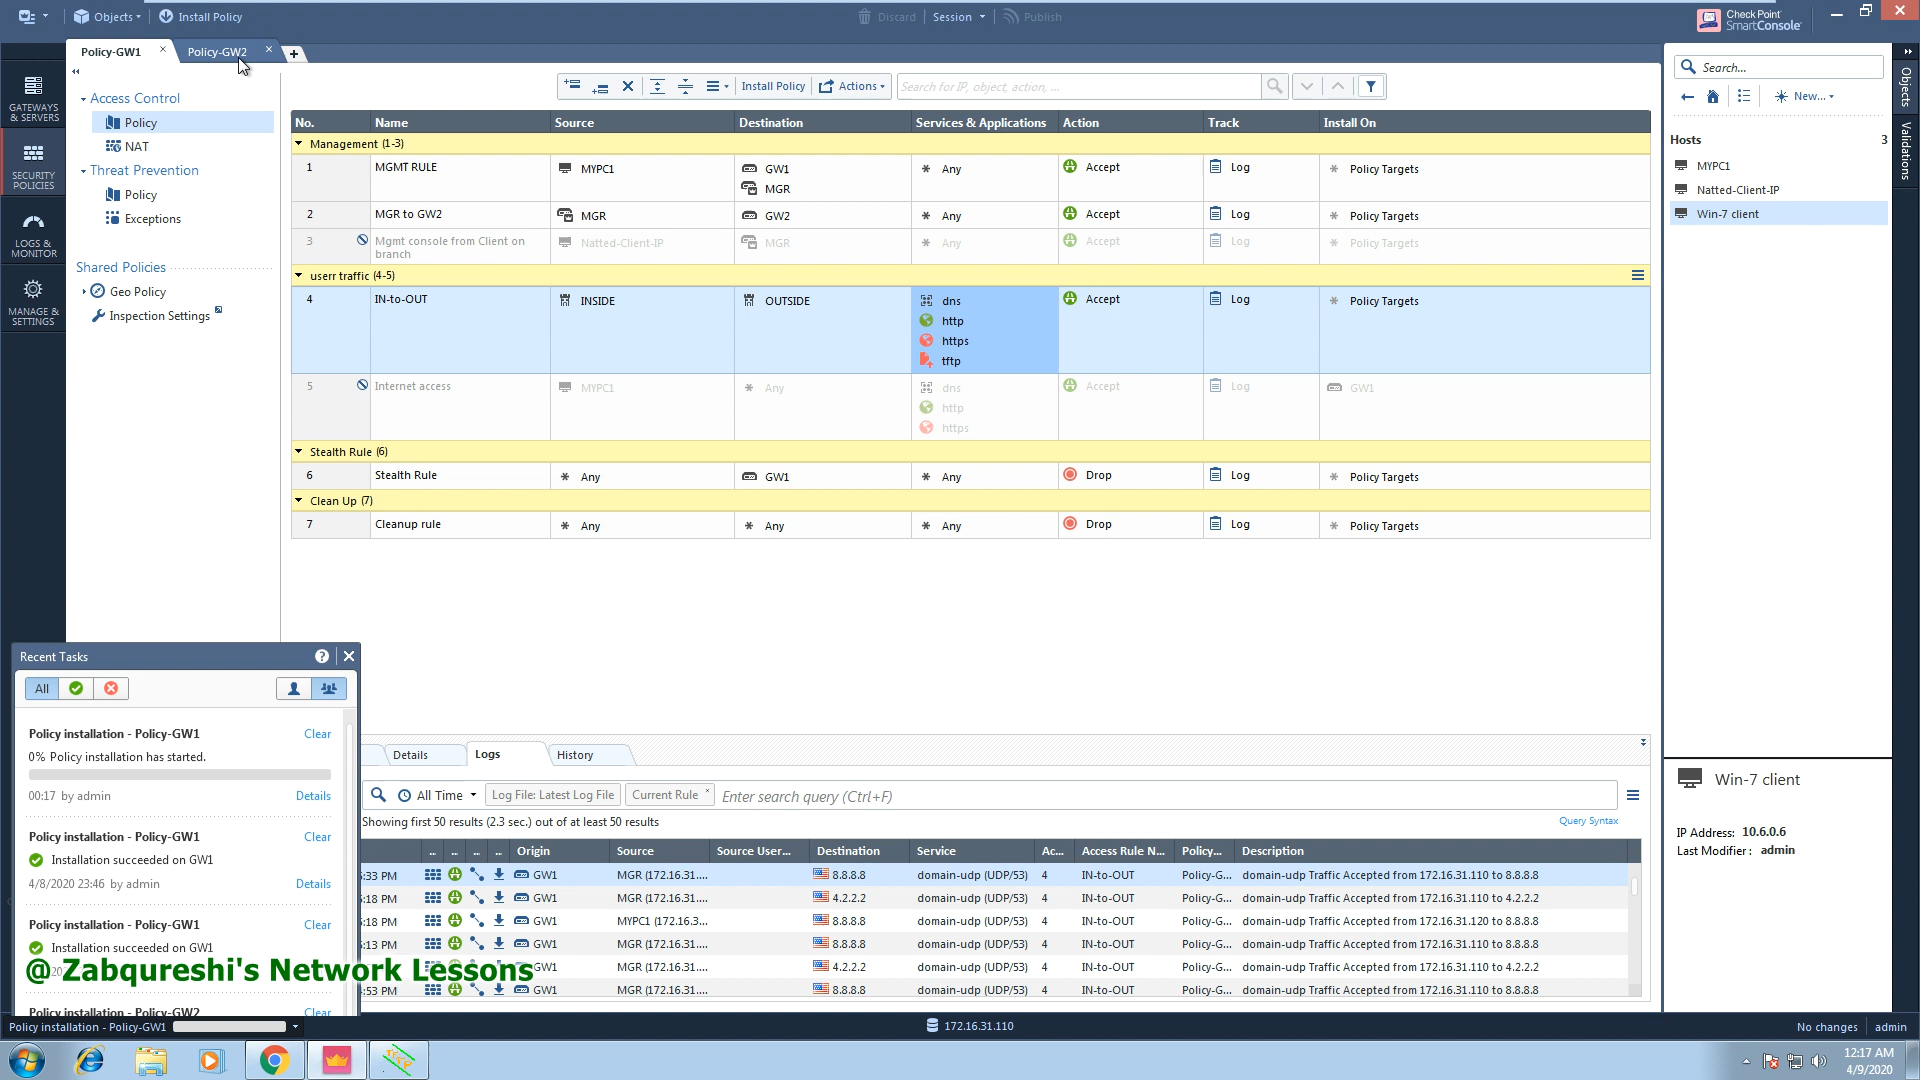 Objects
Install Policy
Discard
Session
Publish
Check Point
SmartConsole
Policy-GW1
Policy-GW2
GATEWAYS
& SERVERS
SECURITY
POLICIES
LOGS &
MONITOR
MANAGE &
SETTINGS
Access Control
Policy
NAT
Threat Prevention
Policy
Exceptions
Shared Policies
Geo Policy
Inspection Settings
Install Policy
Actions
Search for IP, object, action, ...
No. Name Source Destination Services & Applications Action Track Install On
Management (1-3)
1 MGMT RULE MYPC1 GW1 * Any Accept Log * Policy Targets
MGR
2 MGR to GW2 MGR GW2 * Any Accept Log * Policy Targets
3 Mgmt console from Client on Natted-Client-IP MGR * Any Accept Log * Policy Targets
branch
userr traffic (4-5)
4 IN-to-OUT INSIDE OUTSIDE dns Accept Log * Policy Targets
http
https
tftp
5 Internet access MYPC1 * Any dns Accept Log GW1
http
https
Stealth Rule (6)
6 Stealth Rule * Any GW1 * Any Drop Log * Policy Targets
Clean Up (7)
7 Cleanup rule * Any * Any * Any Drop Log * Policy Targets
Search...
New...
Hosts 3
MYPC1
Natted-Client-IP
Win-7 client
Objects
Validations
Win-7 client
IP Address: 10.6.0.6
Last Modifier: admin
Recent Tasks
All
Policy installation - Policy-GW1 Clear
0% Policy installation has started.
00:17 by admin Details
Policy installation - Policy-GW1 Clear
Installation succeeded on GW1
4/8/2020 23:46 by admin Details
Policy installation - Policy-GW1 Clear
Installation succeeded on GW1
@ Zabqureshi's Network Lessons
Policy installation - Policy-GW2 Clear
Details Logs History
All Time Log File: Latest Log File Current Rule Enter search query (Ctrl+F)
Showing first 50 results (2.3 sec.) out of at least 50 results Query Syntax
... ... ... ... Origin Source Source User... Destination Service Ac... Access Rule N... Policy... Description
5:33 PM GW1 MGR (172.16.31.... 8.8.8.8 domain-udp (UDP/53) 4 IN-to-OUT Policy-G... domain-udp Traffic Accepted from 172.16.31.110 to 8.8.8.8
:18 PM GW1 MGR (172.16.31.... 4.2.2.2 domain-udp (UDP/53) 4 IN-to-OUT Policy-G... domain-udp Traffic Accepted from 172.16.31.110 to 4.2.2.2
:18 PM GW1 MYPC1 (172.16.3... 8.8.8.8 domain-udp (UDP/53) 4 IN-to-OUT Policy-G... domain-udp Traffic Accepted from 172.16.31.120 to 8.8.8.8
:13 PM GW1 MGR (172.16.31.... 8.8.8.8 domain-udp (UDP/53) 4 IN-to-OUT Policy-G... domain-udp Traffic Accepted from 172.16.31.110 to 8.8.8.8
GW1 MGR (172.16.31.... 4.2.2.2 domain-udp (UDP/53) 4 IN-to-OUT Policy-G... domain-udp Traffic Accepted from 172.16.31.110 to 4.2.2.2
:53 PM GW1 MGR (172.16.31.... 8.8.8.8 domain-udp (UDP/53) 4 IN-to-OUT Policy-G... domain-udp Traffic Accepted from 172.16.31.110 to 8.8.8.8
Policy installation - Policy-GW1
172.16.31.110
No changes
admin
TFTP
12:17 AM
4/9/2020